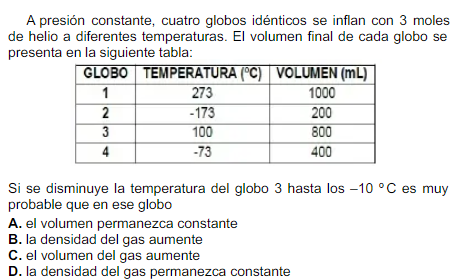 A presión constante, cuatro globos idénticos se inflan con 3 moles
de helio a diferentes temperaturas. El volumen final de cada globo se
presenta en la siguiente tabla:
GLOBO TEMPERATURA (ºC) VOLUMEN (mL)
1 273 1000
2 -173 200
3 100 800
4 -73 400
Si se disminuye la temperatura del globo 3 hasta los –10 ºC es muy
probable que en ese globo
A. el volumen permanezca constante
B. la densidad del gas aumente
C. el volumen del gas aumente
D. la densidad del gas permanezca constante